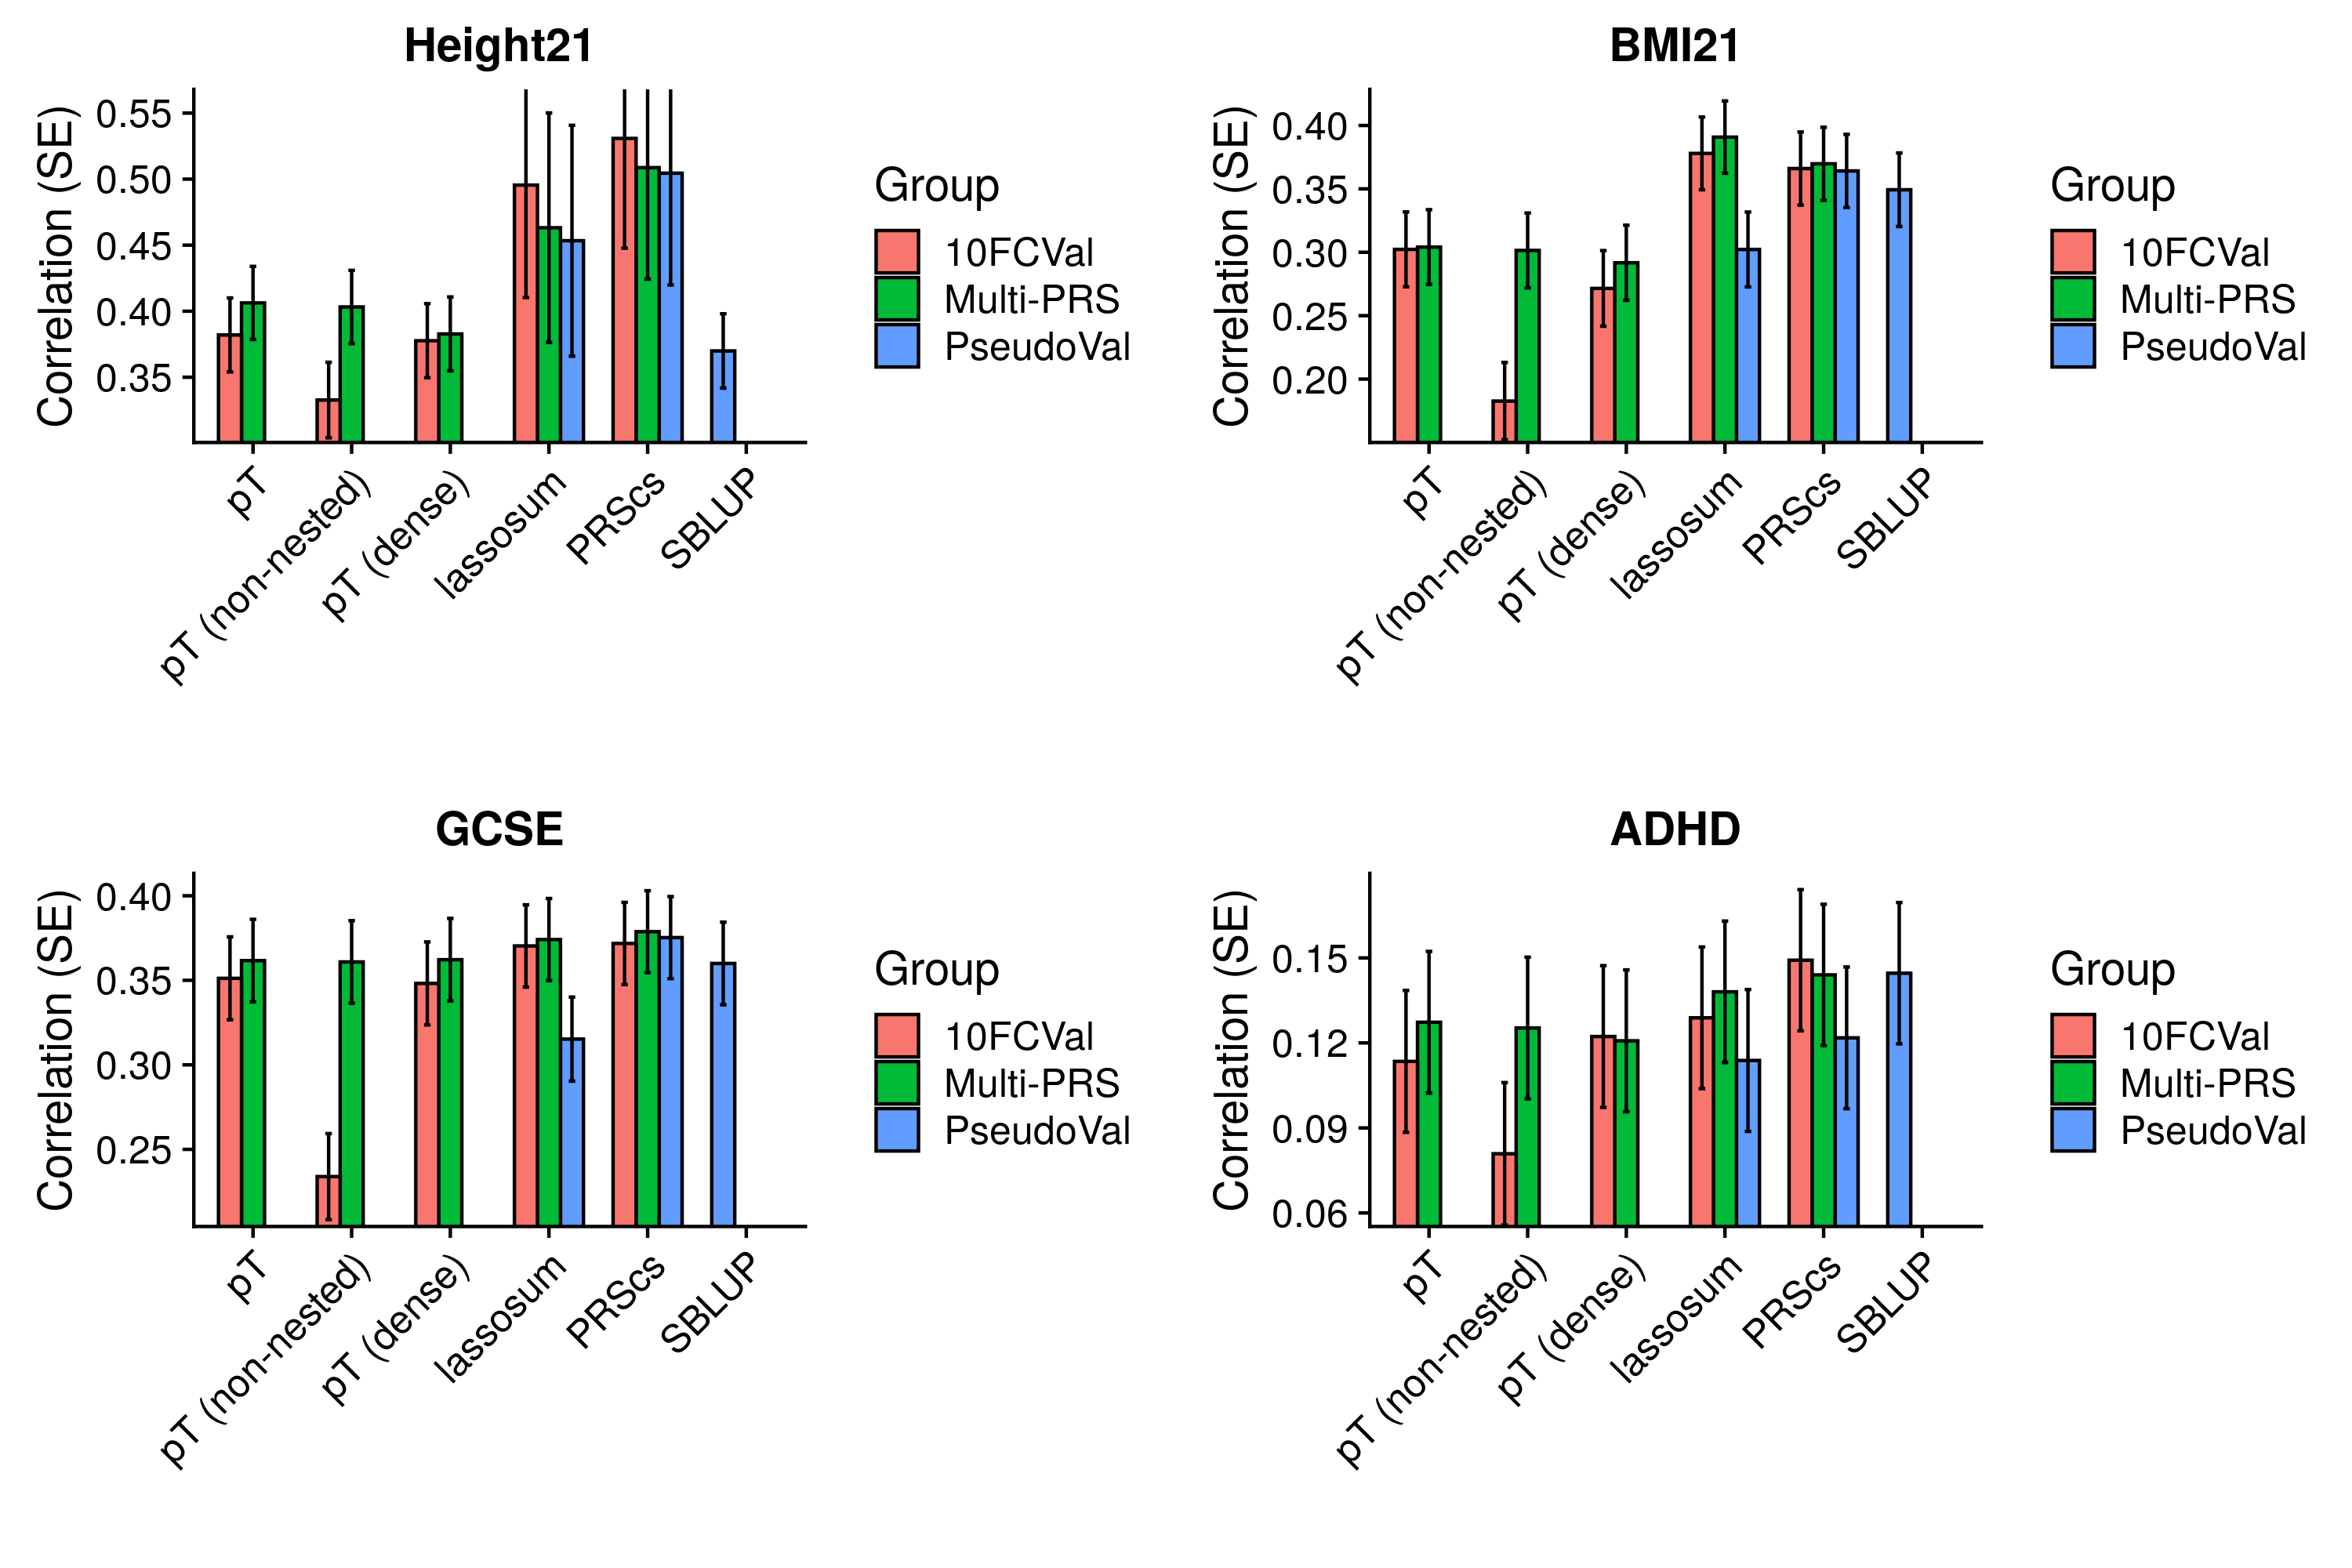 Height21
Correlation (SE)
0.55
0.50
0.45
0.40
0.35
pT
pT (non-nested)
pT (dense)
lassosum
PRScs
SBLUP
Group
10FCVal
Multi-PRS
PseudoVal
BMI21
Correlation (SE)
0.40
0.35
0.30
0.25
0.20
pT
pT (non-nested)
pT (dense)
lassosum
PRScs
SBLUP
Group
10FCVal
Multi-PRS
PseudoVal
GCSE
Correlation (SE)
0.40
0.35
0.30
0.25
pT
pT (non-nested)
pT (dense)
lassosum
PRScs
SBLUP
Group
10FCVal
Multi-PRS
PseudoVal
ADHD
Correlation (SE)
0.15
0.12
0.09
0.06
pT
pT (non-nested)
pT (dense)
lassosum
PRScs
SBLUP
Group
10FCVal
Multi-PRS
PseudoVal